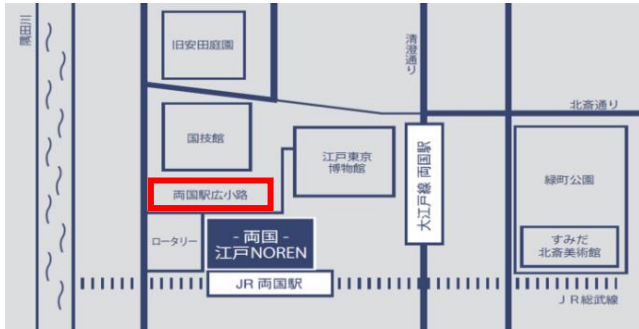 隅田川
旧安田庭園
清澄通り
北斎通り
国技館
江戸東京
博物館
大江戸線 両国駅
緑町公園
両国駅広小路
ロータリー
- 両国 -
江戸NOREN
すみだ
北斎美術館
JR 両国駅
JR総武線